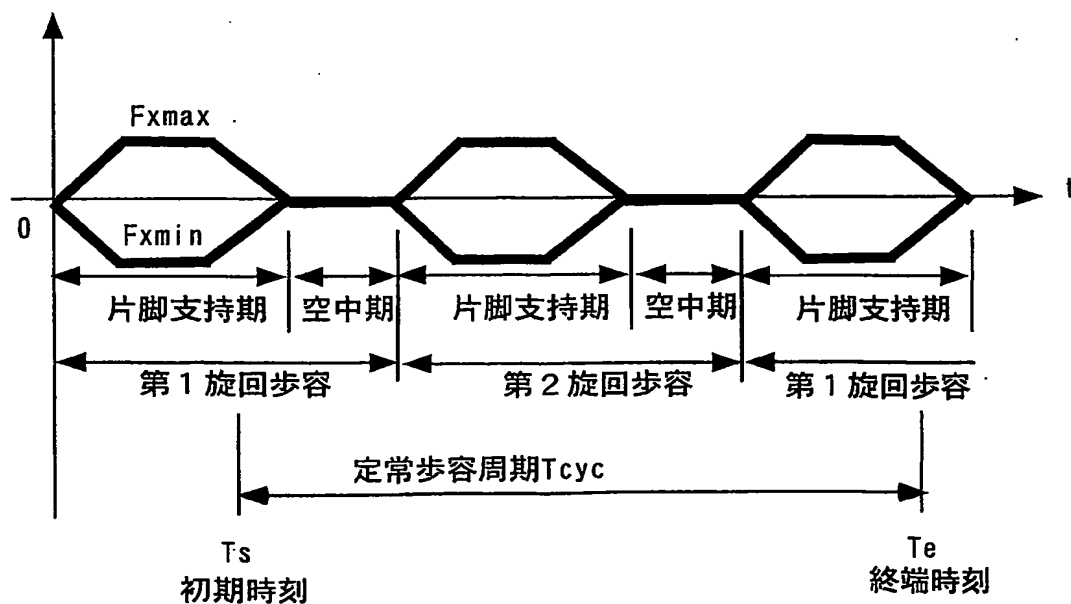 Fxmax
t
0
Fxmin
片脚支持期
空中期
片脚支持期
空中期
片脚支持期
第1旋回歩容
第2旋回歩容
第1旋回歩容
定常歩容周期Tcyc
Ts
初期時刻
Te
終端時刻